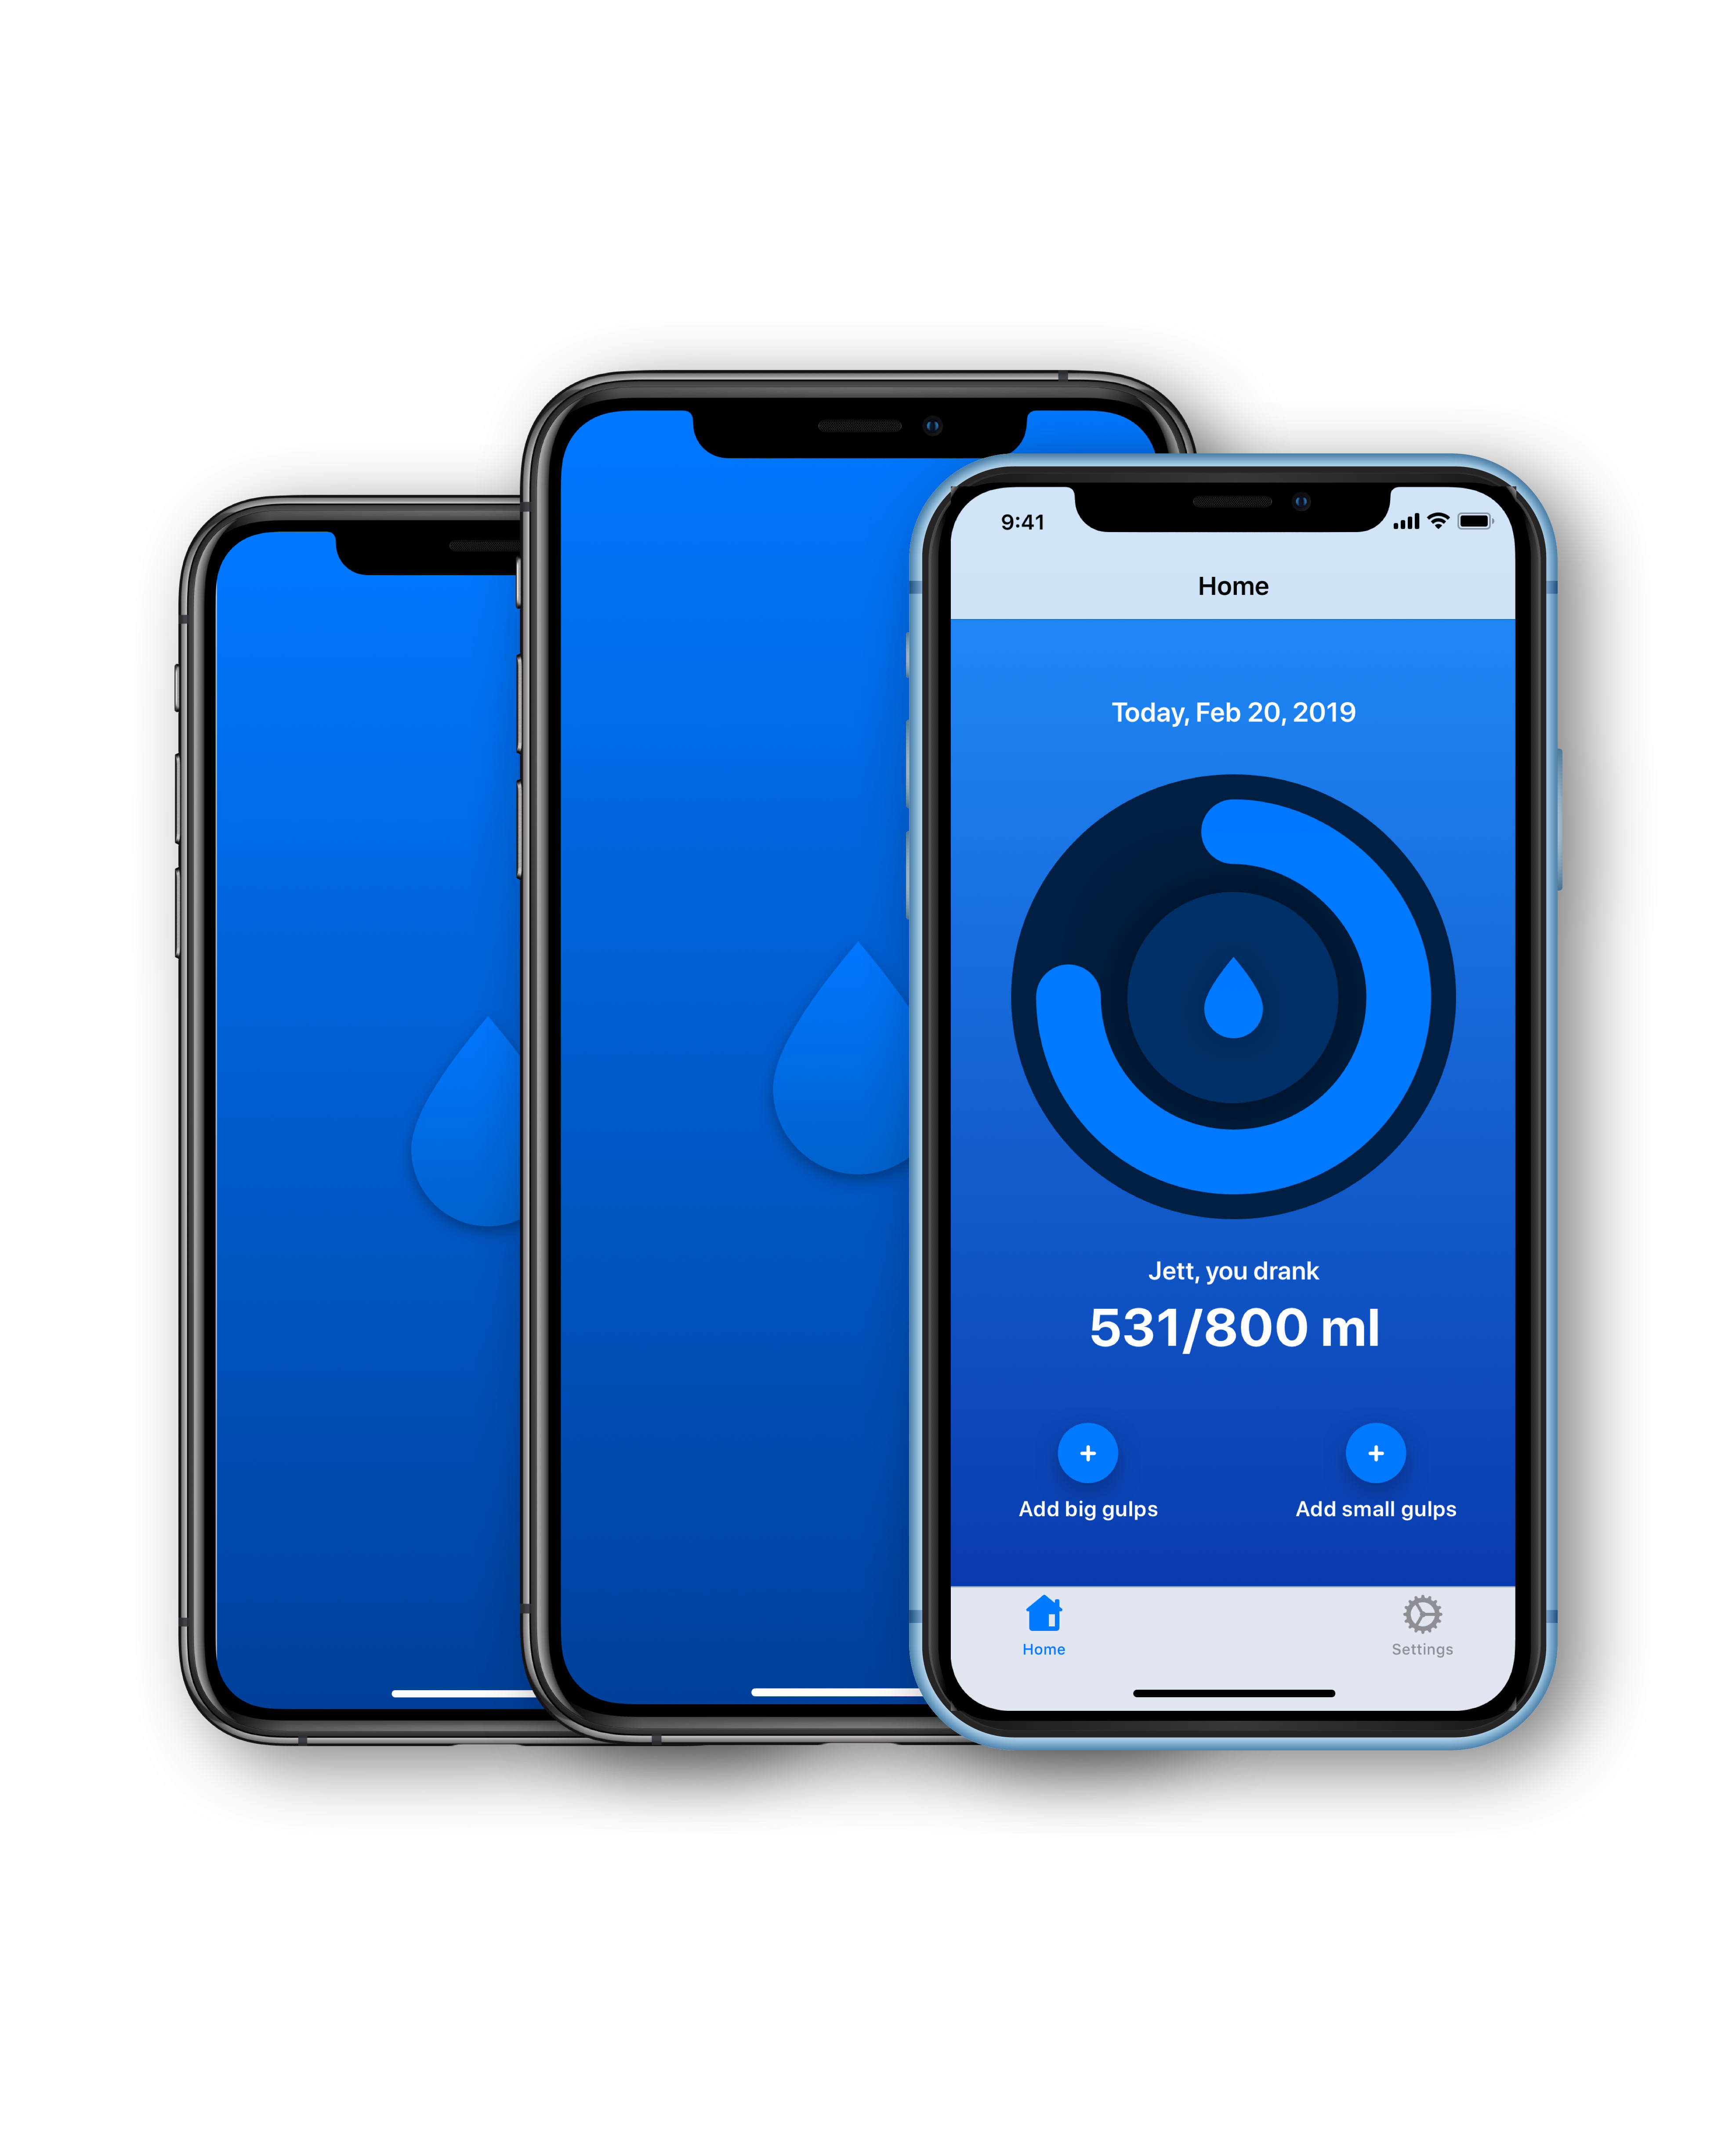 9:41
Home
Today, Feb 20, 2019
Jett, you drank
531/800 ml
+ +
Add big gulps Add small gulps
Home Settings